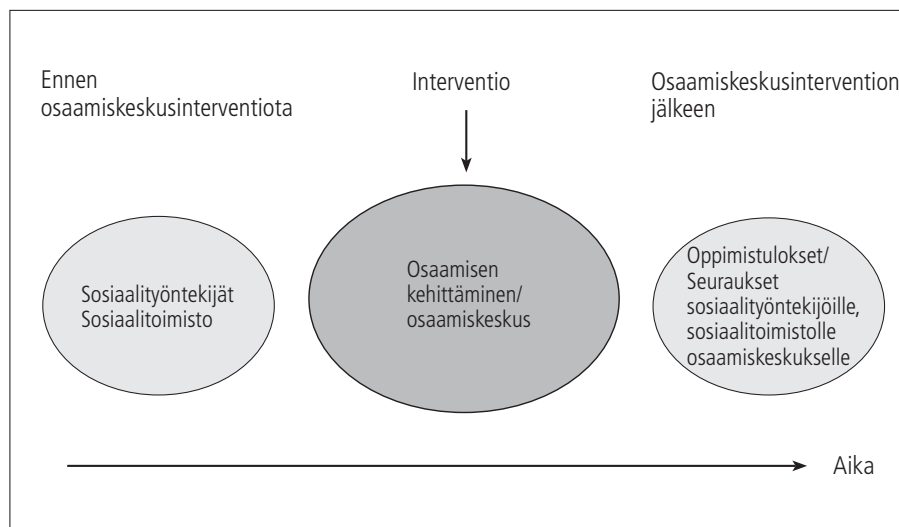 Ennen
osaamiskeskusinterventiota
Interventio
Osaamiskeskusintervention
jälkeen
Sosiaalityöntekijät
Sosiaalitoimisto
Osaamisen
kehittäminen/
osaamiskeskus
Oppimistulokset/
Seuraukset
sosiaalityöntekijöille,
sosiaalitoimistolle
osaamiskeskukselle
Aika